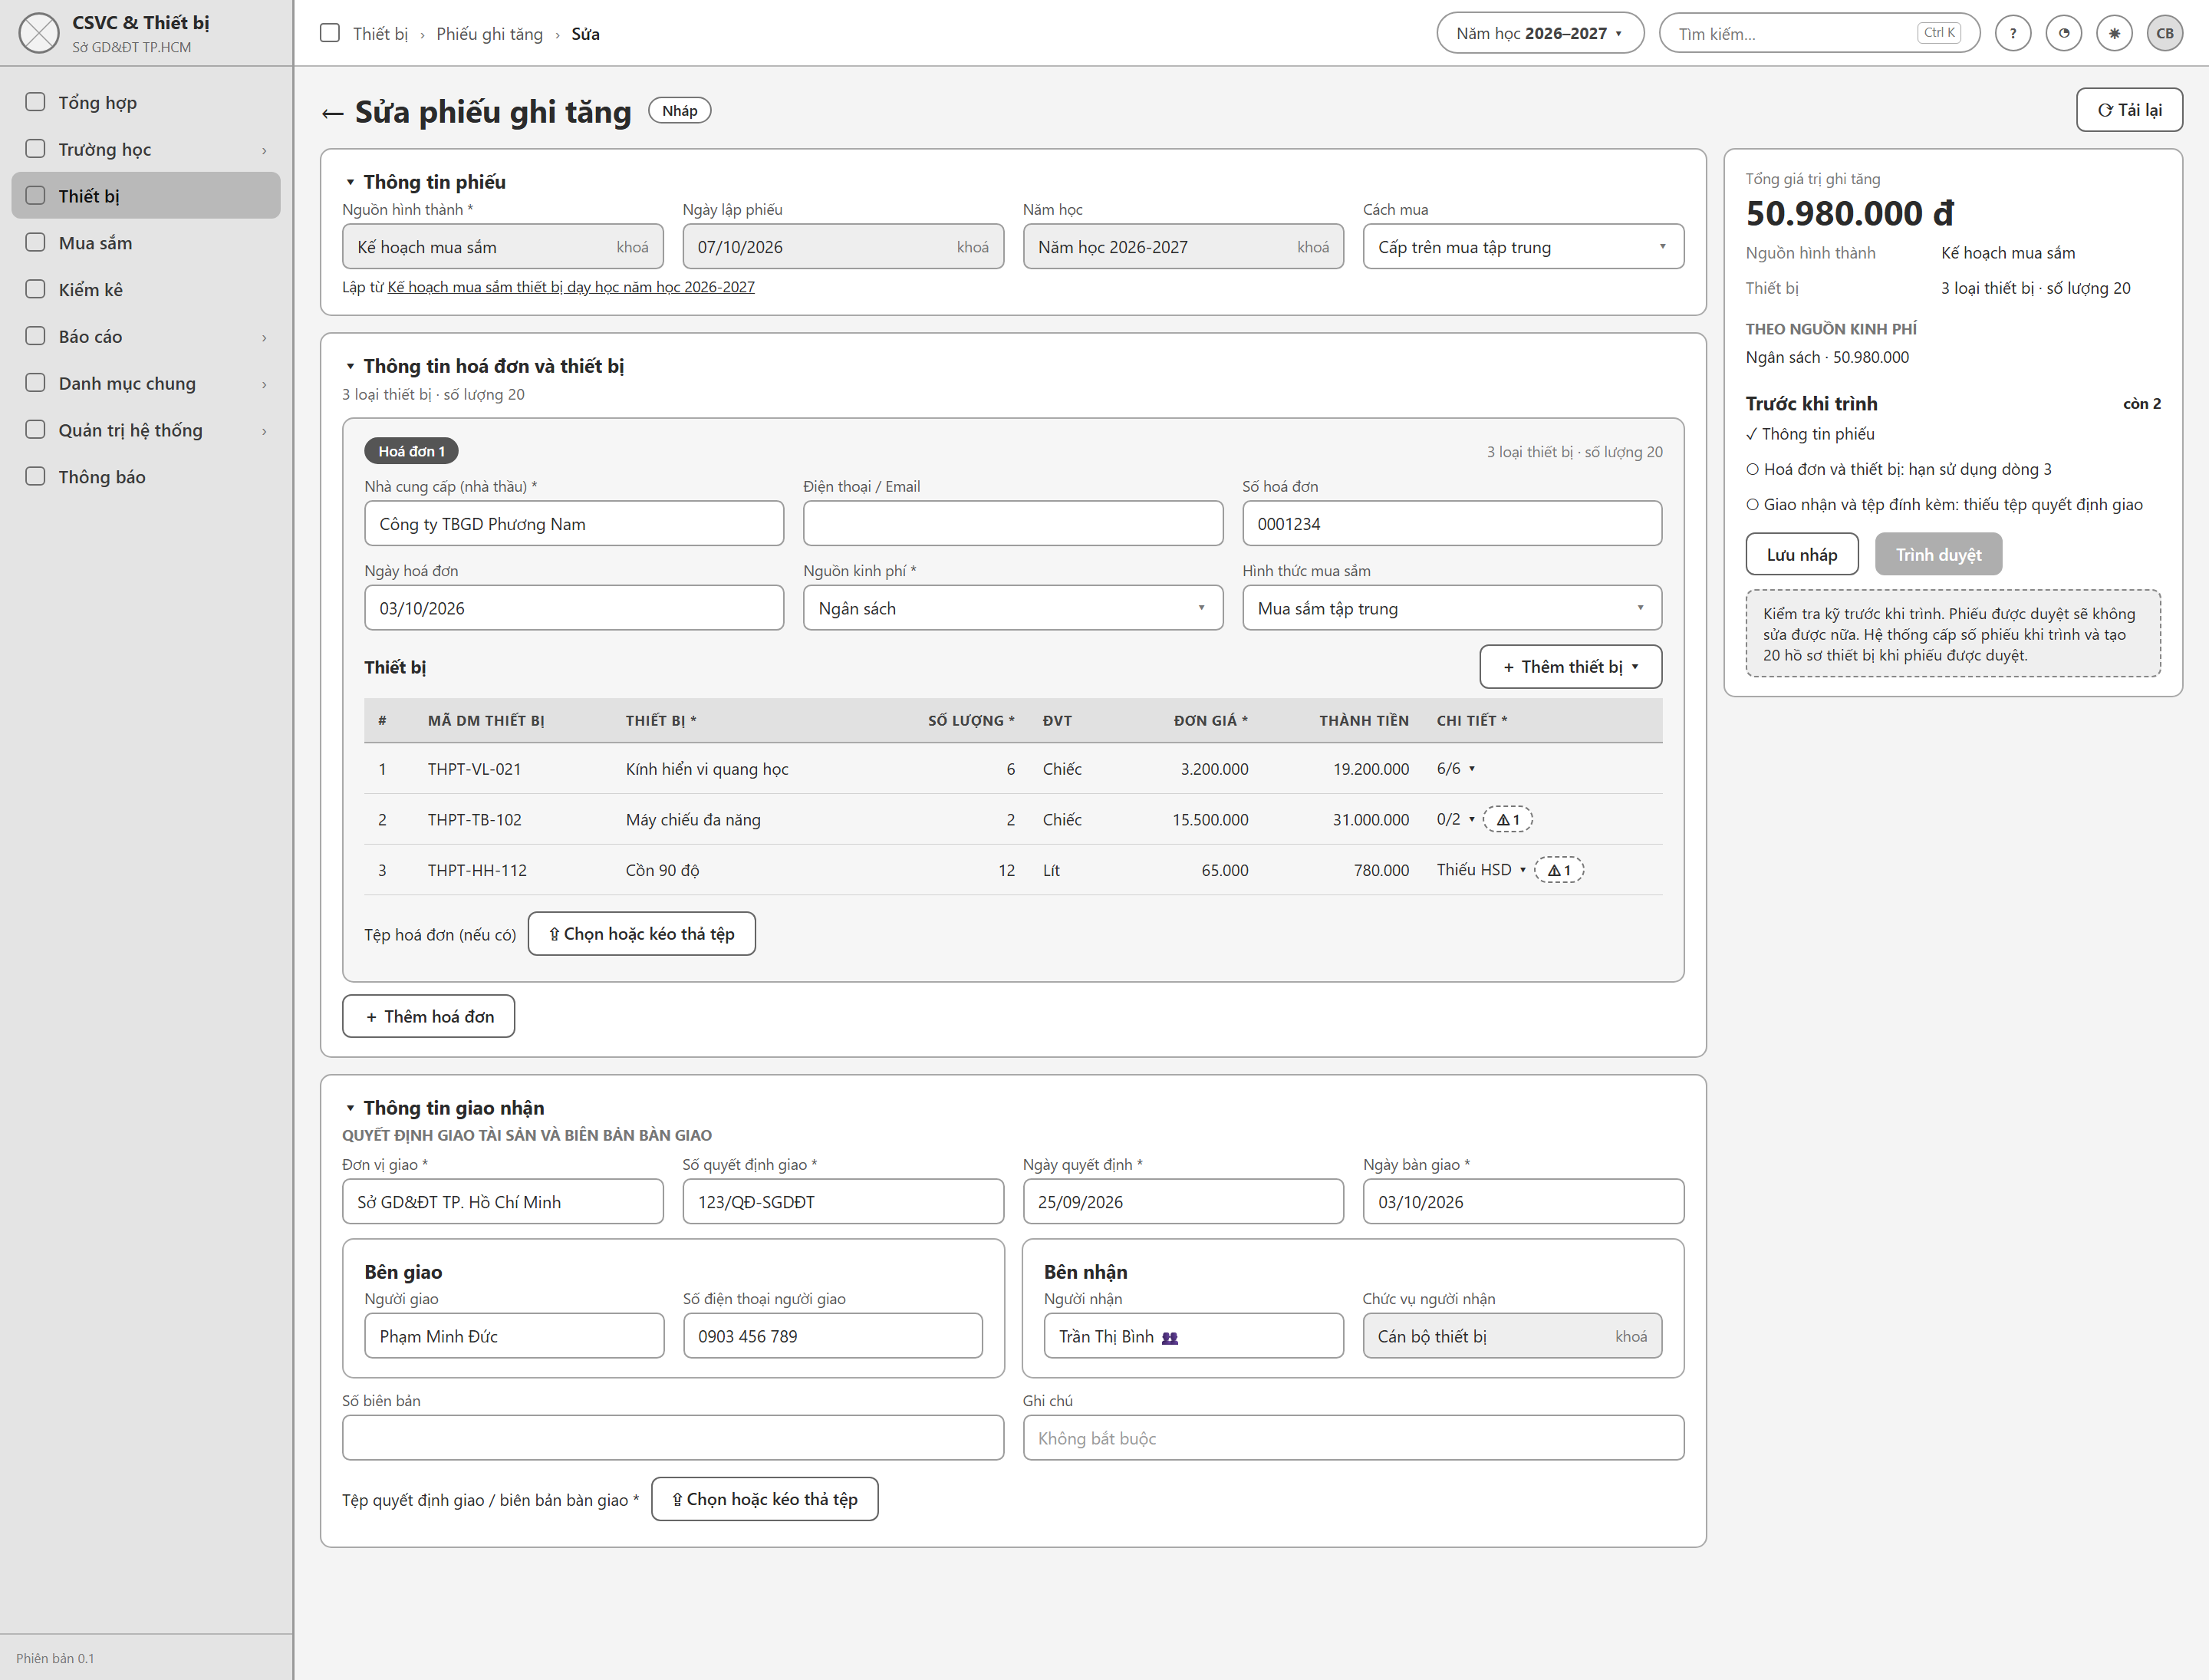 CSVC & Thiết bị
Sở GD&ĐT TP.HCM
Tổng hợp
Trường học ›
Thiết bị
Mua sắm
Kiểm kê
Báo cáo ›
Danh mục chung ›
Quản trị hệ thống ›
Thông báo
Phiên bản 0.1
Thiết bị › Phiếu ghi tăng › Sửa
Năm học 2026–2027 ▾
Tìm kiếm... Ctrl K
?
CB
← Sửa phiếu ghi tăng Nháp
⟳ Tải lại
▾ Thông tin phiếu
Nguồn hình thành * Ngày lập phiếu Năm học Cách mua
Kế hoạch mua sắm khoá 07/10/2026 khoá Năm học 2026-2027 khoá Cấp trên mua tập trung ▾
Lập từ Kế hoạch mua sắm thiết bị dạy học năm học 2026-2027
▾ Thông tin hoá đơn và thiết bị
3 loại thiết bị · số lượng 20
Hoá đơn 1 3 loại thiết bị · số lượng 20
Nhà cung cấp (nhà thầu) * Điện thoại / Email Số hoá đơn
Công ty TBGD Phương Nam 0001234
Ngày hoá đơn Nguồn kinh phí * Hình thức mua sắm
03/10/2026 Ngân sách ▾ Mua sắm tập trung ▾
Thiết bị + Thêm thiết bị ▾
# MÃ DM THIẾT BỊ THIẾT BỊ * SỐ LƯỢNG * ĐVT ĐƠN GIÁ * THÀNH TIỀN CHI TIẾT *
1 THPT-VL-021 Kính hiển vi quang học 6 Chiếc 3.200.000 19.200.000 6/6 ▾
2 THPT-TB-102 Máy chiếu đa năng 2 Chiếc 15.500.000 31.000.000 0/2 ▾ ⚠ 1
3 THPT-HH-112 Cồn 90 độ 12 Lít 65.000 780.000 Thiếu HSD ▾ ⚠ 1
Tệp hoá đơn (nếu có) ⇪ Chọn hoặc kéo thả tệp
+ Thêm hoá đơn
▾ Thông tin giao nhận
QUYẾT ĐỊNH GIAO TÀI SẢN VÀ BIÊN BẢN BÀN GIAO
Đơn vị giao * Số quyết định giao * Ngày quyết định * Ngày bàn giao *
Sở GD&ĐT TP. Hồ Chí Minh 123/QĐ-SGDĐT 25/09/2026 03/10/2026
Bên giao
Người giao Số điện thoại người giao
Phạm Minh Đức 0903 456 789
Bên nhận
Người nhận Chức vụ người nhận
Trần Thị Bình 👥 Cán bộ thiết bị khoá
Số biên bản Ghi chú
Không bắt buộc
Tệp quyết định giao / biên bản bàn giao * ⇪ Chọn hoặc kéo thả tệp
Tổng giá trị ghi tăng
50.980.000 đ
Nguồn hình thành Kế hoạch mua sắm
Thiết bị 3 loại thiết bị · số lượng 20
THEO NGUỒN KINH PHÍ
Ngân sách · 50.980.000
Trước khi trình còn 2
✓ Thông tin phiếu
○ Hoá đơn và thiết bị: hạn sử dụng dòng 3
○ Giao nhận và tệp đính kèm: thiếu tệp quyết định giao
Lưu nháp Trình duyệt
Kiểm tra kỹ trước khi trình. Phiếu được duyệt sẽ không
sửa được nữa. Hệ thống cấp số phiếu khi trình và tạo
20 hồ sơ thiết bị khi phiếu được duyệt.